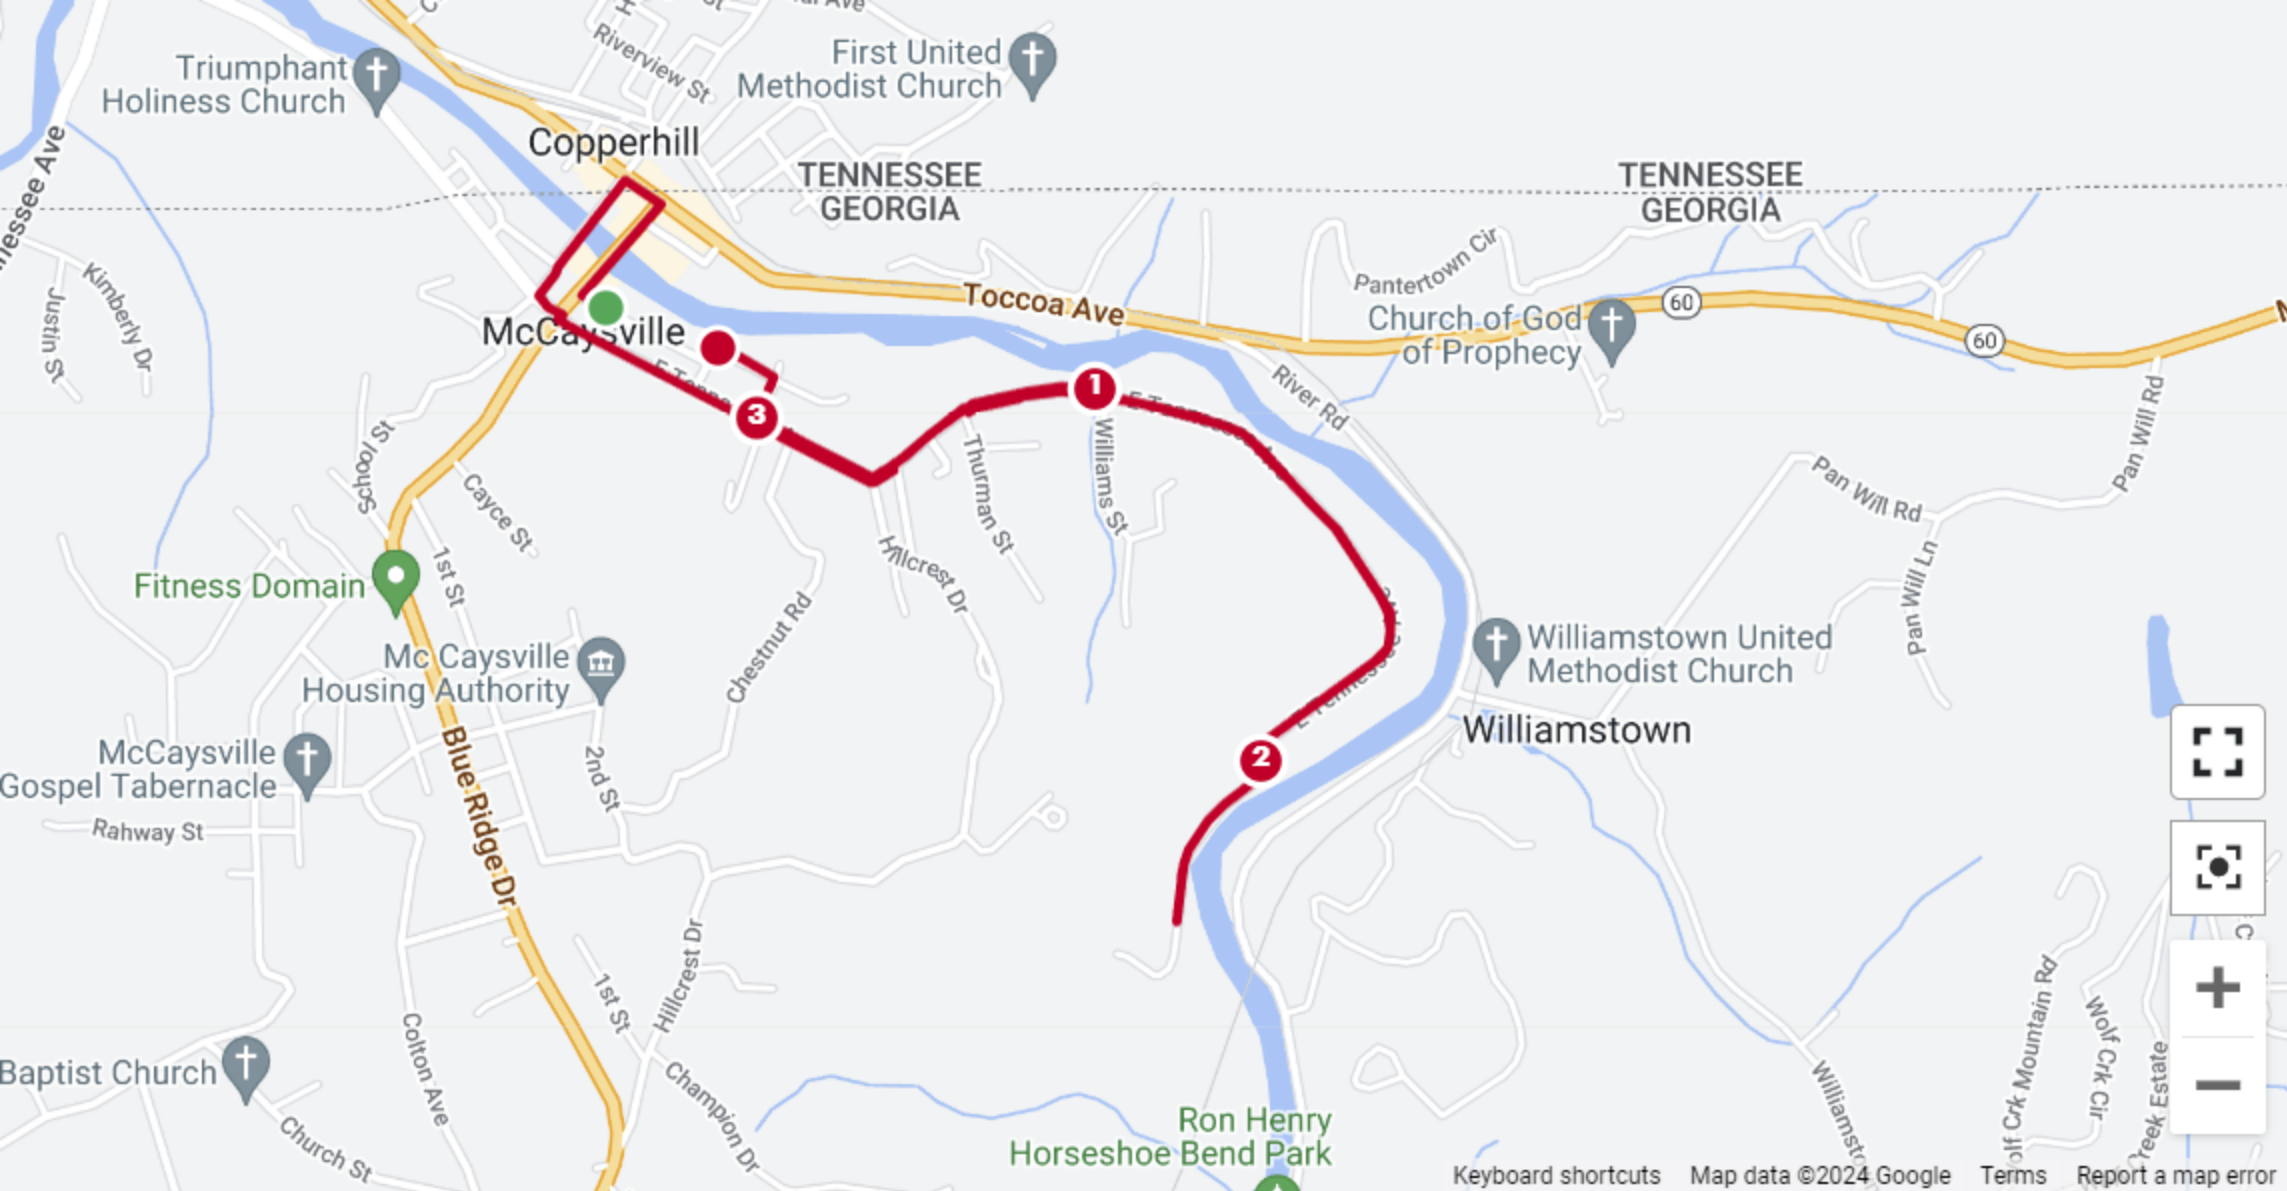 Riverview St
Triumphant
Holiness Church
First United
Methodist Church
Copperhill
TENNESSEE
GEORGIA
TENNESSEE
GEORGIA
Kimberly Dr
Justin St
Pantertown Cir
Toccoa Ave
60
60
Church of God
of Prophecy
McCaysville
River Rd
1
3
2
Pan Will Rd
Pan Will Rd
Pan Will Ln
School St
Cayce St
1st St
Thurman St
Williams St
Hillcrest Dr
Chestnut Rd
Fitness Domain
Mc Caysville
Housing Authority
Williamstown United
Methodist Church
Williamstown
McCaysville
Gospel Tabernacle
Rahway St
2nd St
Blue Ridge Dr
Hillcrest Dr
1st St
Colton Ave
Baptist Church
Church St
Champion Dr
Ron Henry
Horseshoe Bend Park
Wolf Crk Cir
Creek Estate
Keyboard shortcuts
Map data ©2024 Google
Terms
Report a map error